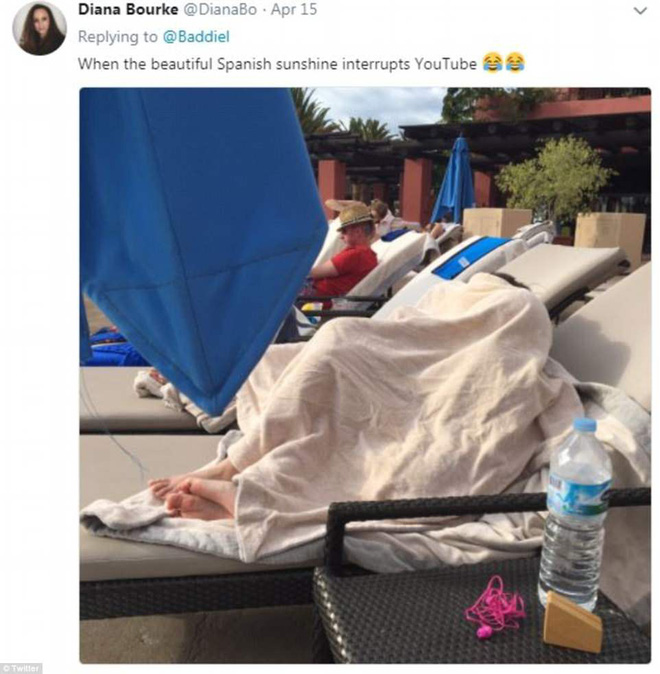 Diana Bourke @DianaBo · Apr 15
Replying to @Baddiel
When the beautiful Spanish sunshine interrupts YouTube 😂😂
© Twitter